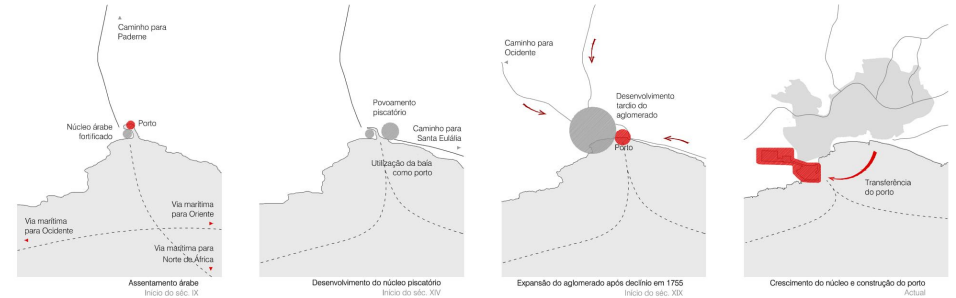 Caminho para
Paderne
Núcleo árabe
fortificado
Porto
Via marítima
para Oriente
Via marítima
para Ocidente
Via marítima para
Norte de África
Assentamento árabe
Início do séc. IX
Povoamento
piscatório
Caminho para
Santa Eulália
Utilização da baía
como porto
Desenvolvimento do núcleo piscatório
Início do séc. XIV
Caminho para
Ocidente
Desenvolvimento
tardio do
aglomerado
Porto
Expansão do aglomerado após declínio em 1755
Início do séc. XIX
Transferência
do porto
Crescimento do núcleo e construção do porto
Actual